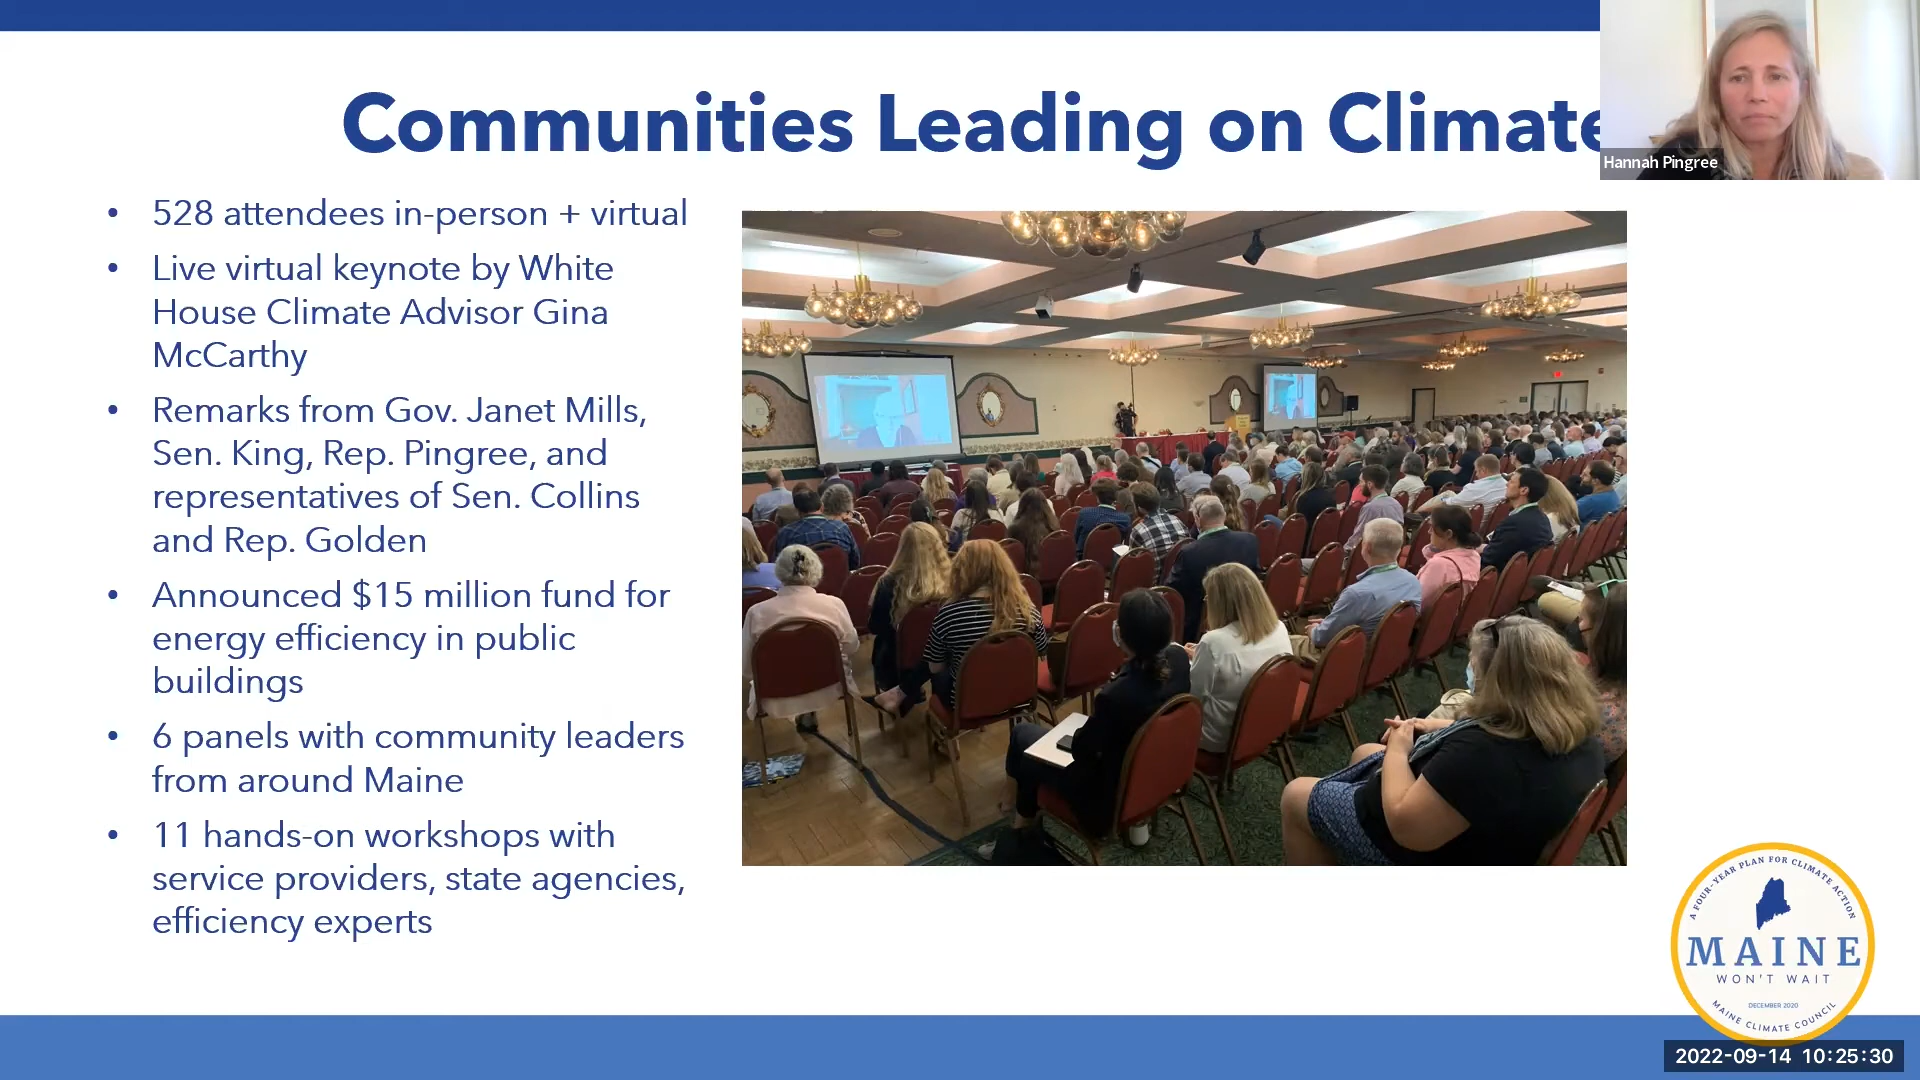 Communities Leading on Climate
Hannah Pingree
• 528 attendees in-person + virtual
• Live virtual keynote by White
House Climate Advisor Gina
McCarthy
• Remarks from Gov. Janet Mills,
Sen. King, Rep. Pingree, and
representatives of Sen. Collins
and Rep. Golden
• Announced $15 million fund for
energy efficiency in public
buildings
• 6 panels with community leaders
from around Maine
• 11 hands-on workshops with
service providers, state agencies,
efficiency experts
A FOUR-YEAR PLAN FOR CLIMATE ACTION
MAINE
WON'T WAIT
DECEMBER 2020
MAINE CLIMATE COUNCIL
2022-09-14 10:25:30